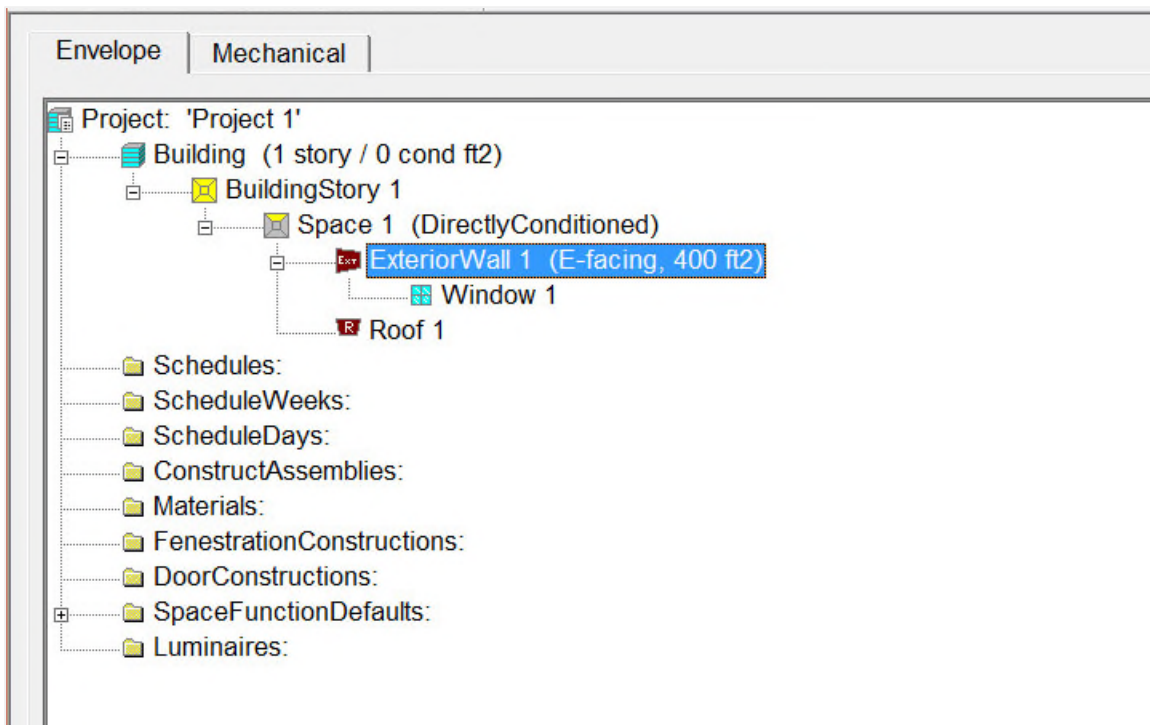 Envelope Mechanical
Project: 'Project 1'
Building (1 story / 0 cond ft2)
BuildingStory 1
Space 1 (DirectlyConditioned)
ExteriorWall 1 (E-facing, 400 ft2)
Window 1
Roof 1
Schedules:
ScheduleWeeks:
ScheduleDays:
ConstructAssemblies:
Materials:
FenestrationConstructions:
DoorConstructions:
SpaceFunctionDefaults:
Luminaires: